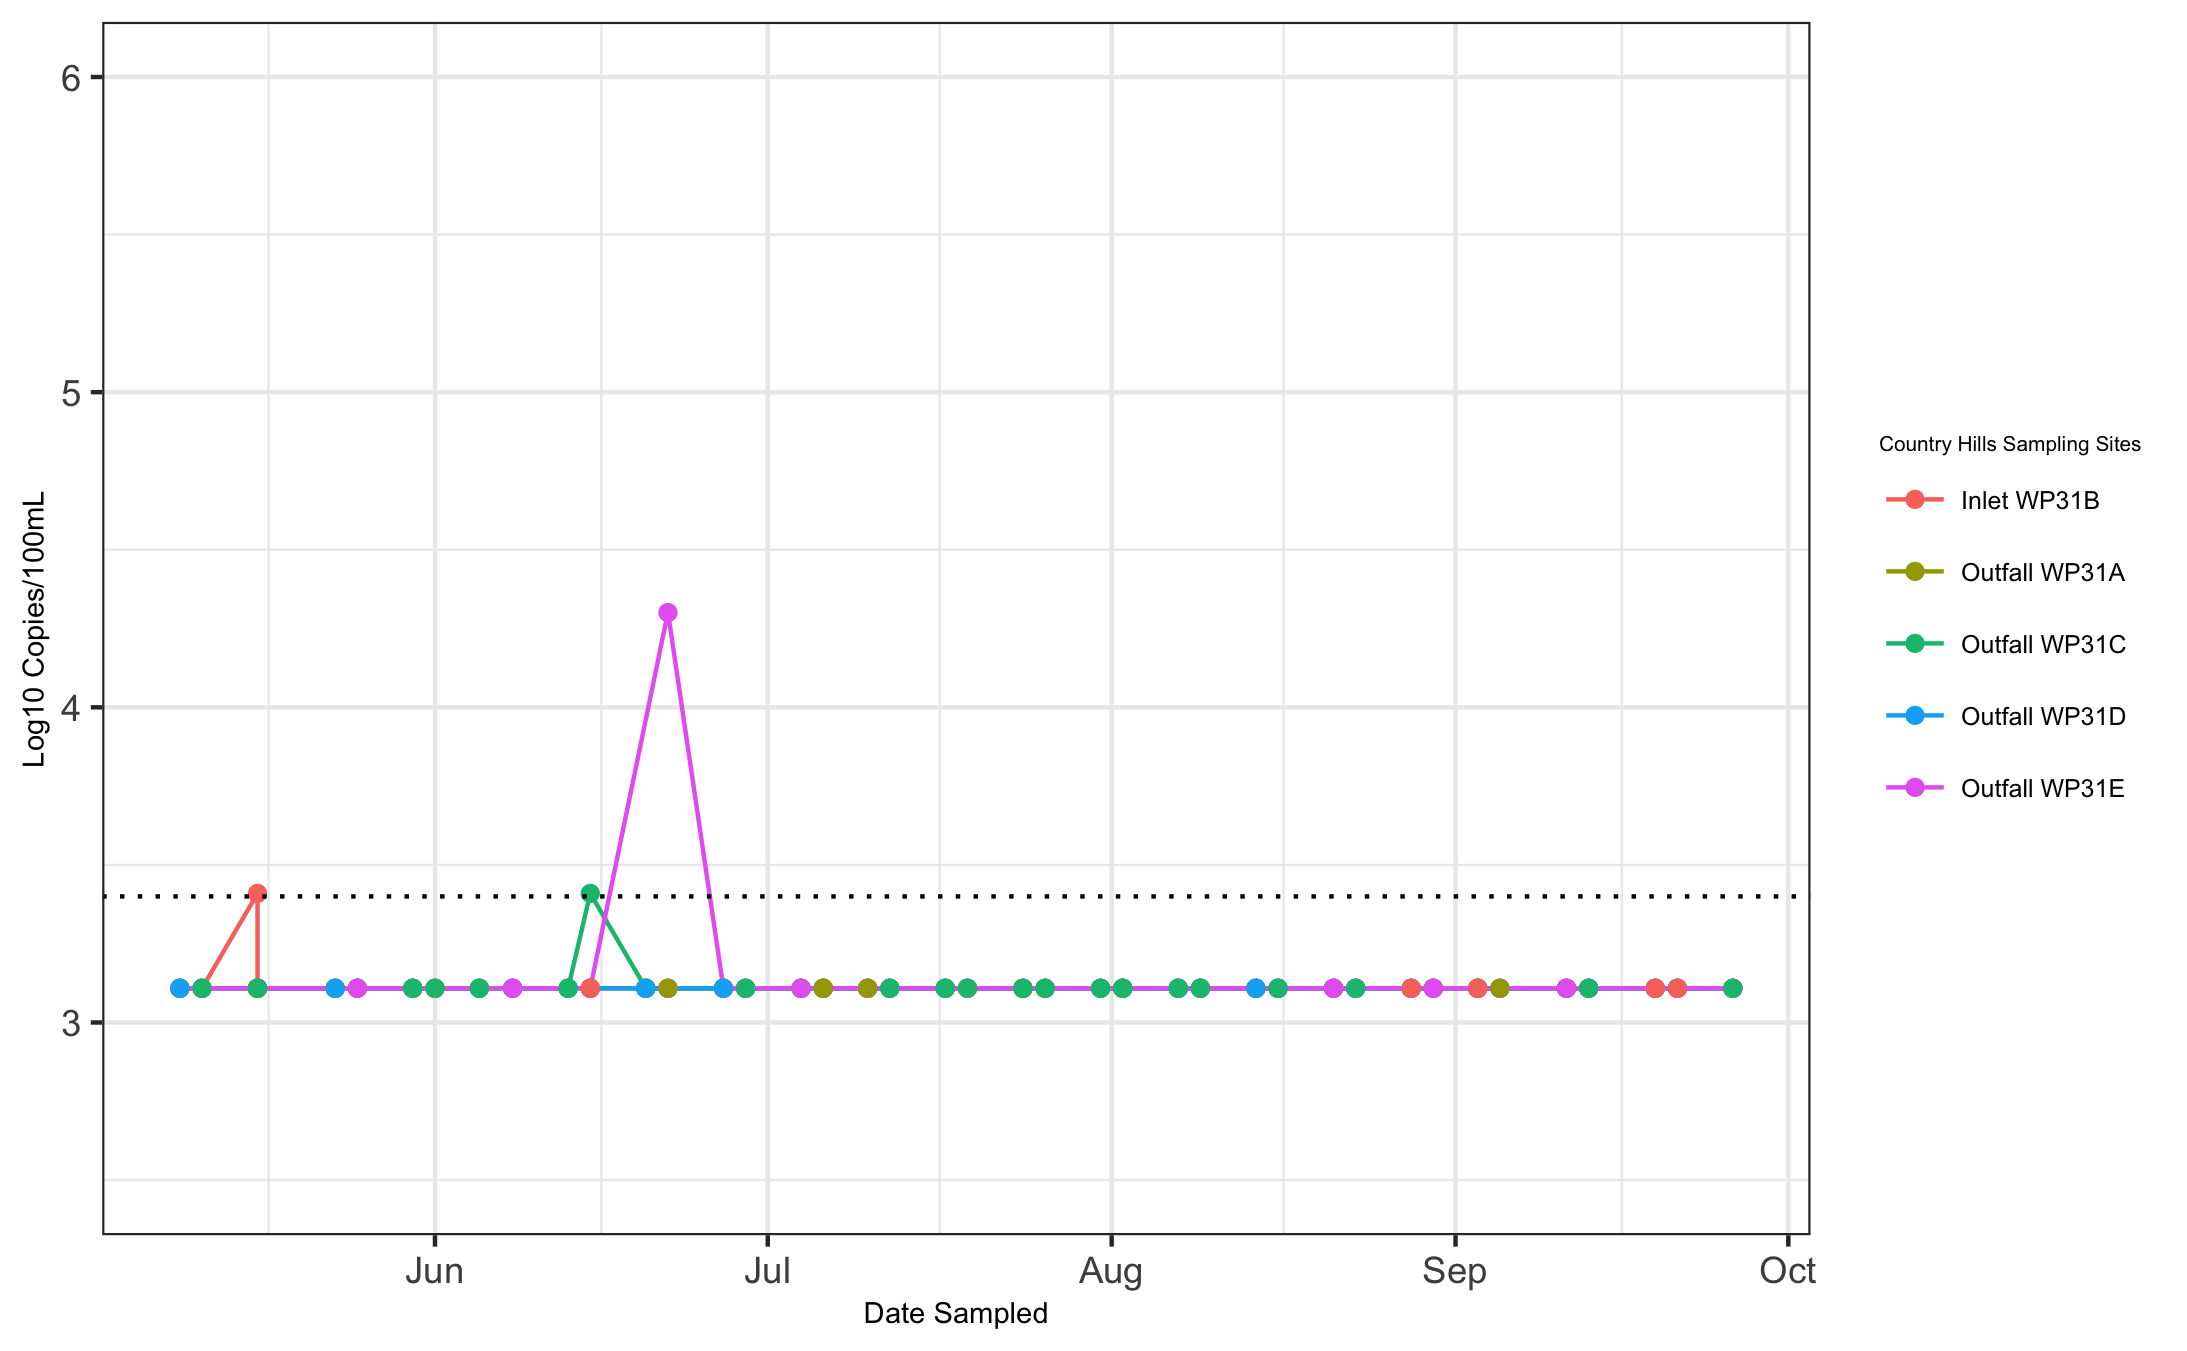 6
5
4
3
Log10 Copies/100mL
Jun
Jul
Aug
Sep
Oct
Date Sampled
Country Hills Sampling Sites
Inlet WP31B
Outfall WP31A
Outfall WP31C
Outfall WP31D
Outfall WP31E